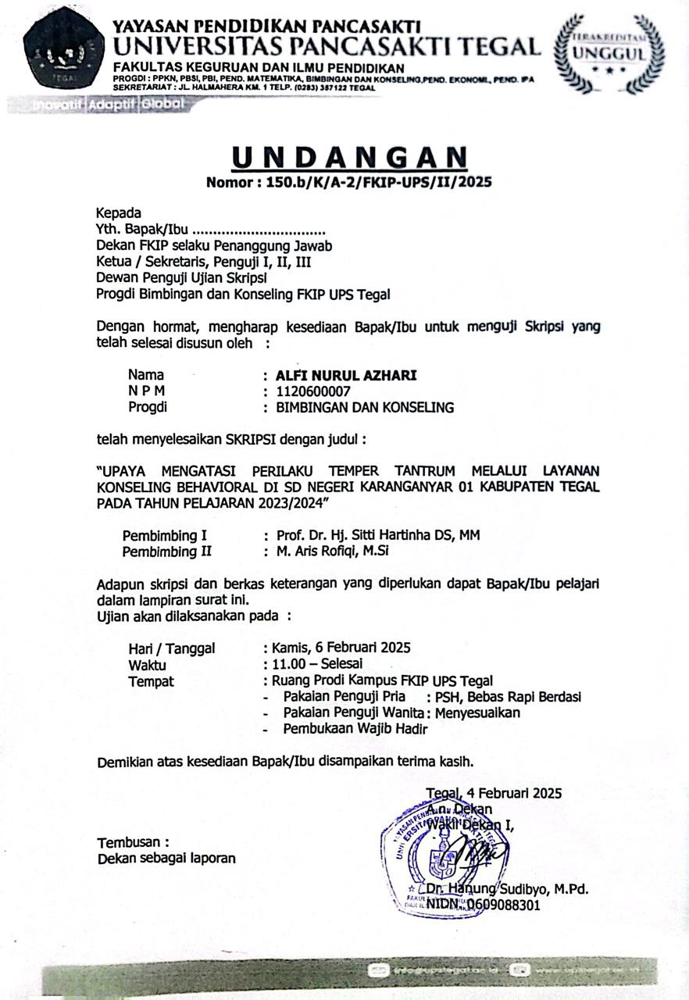 YAYASAN PENDIDIKAN PANCASAKTI
UNIVERSITAS PANCASAKTI TEGAL
FAKULTAS KEGURUAN DAN ILMU PENDIDIKAN
PROGDI : PPKN, PBSI, PBI, PEND. MATEMATIKA, BIMBINGAN DAN KONSELING,PEND. EKONOMI., PEND. IPA
SEKRETARIAT : JL. HALMAHERA KM. 1 TELP. (0283) 357122 TEGAL
TEGAL
TERAKREDITASI
UNGGUL
Inovatif | Adaptif | Global
UNDANGAN
Nomor : 150.b/K/A-2/FKIP-UPS/II/2025
Kepada
Yth. Bapak/Ibu ................................
Dekan FKIP selaku Penanggung Jawab
Ketua / Sekretaris, Penguji I, II, III
Dewan Penguji Ujian Skripsi
Progdi Bimbingan dan Konseling FKIP UPS Tegal
Dengan hormat, mengharap kesediaan Bapak/Ibu untuk menguji Skripsi yang
telah selesai disusun oleh :
Nama : ALFI NURUL AZHARI
N P M : 1120600007
Progdi : BIMBINGAN DAN KONSELING
telah menyelesaikan SKRIPSI dengan judul :
"UPAYA MENGATASI PERILAKU TEMPER TANTRUM MELALUI LAYANAN
KONSELING BEHAVIORAL DI SD NEGERI KARANGANYAR 01 KABUPATEN TEGAL
PADA TAHUN PELAJARAN 2023/2024"
Pembimbing I : Prof. Dr. Hj. Sitti Hartinha DS, MM
Pembimbing II : M. Aris Rofiqi, M.Si
Adapun skripsi dan berkas keterangan yang diperlukan dapat Bapak/Ibu pelajari
dalam lampiran surat ini.
Ujian akan dilaksanakan pada :
Hari / Tanggal : Kamis, 6 Februari 2025
Waktu : 11.00 – Selesai
Tempat : Ruang Prodi Kampus FKIP UPS Tegal
- Pakaian Penguji Pria : PSH, Bebas Rapi Berdasi
- Pakaian Penguji Wanita : Menyesuaikan
- Pembukaan Wajib Hadir
Demikian atas kesediaan Bapak/Ibu disampaikan terima kasih.
Tegal, 4 Februari 2025
A.n. Dekan
Wakil Dekan I,
Tembusan :
Dekan sebagai laporan
Dr. Hanung Sudibyo, M.Pd.
NIDN. 0609088301
info@upstegal.ac.id
www.upstegal.ac.id